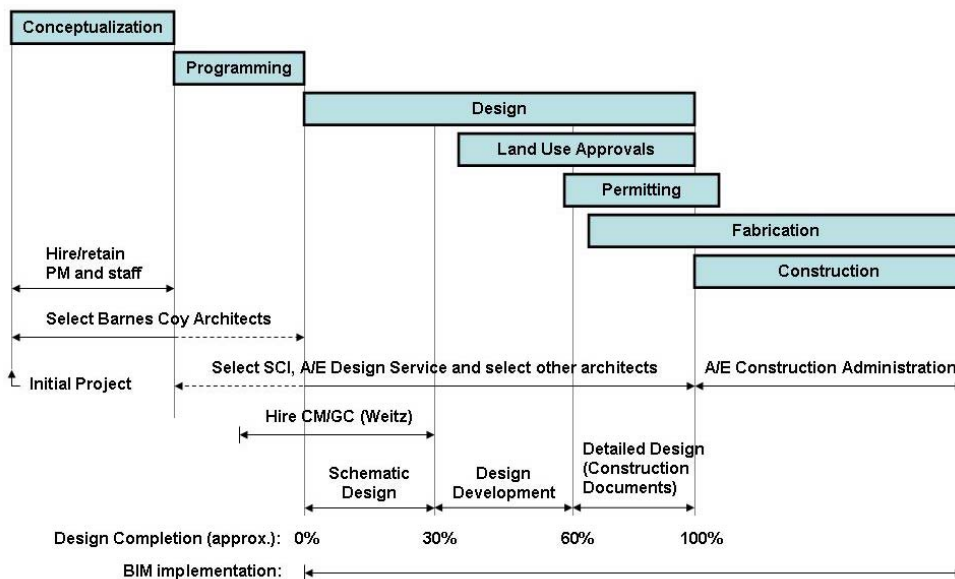 Conceptualization
Programming
Design
Land Use Approvals
Permitting
Fabrication
Construction
Hire/retain
PM and staff
Select Barnes Coy Architects
Initial Project
Select SCI, A/E Design Service and select other architects
A/E Construction Administration
Hire CM/GC (Weitz)
Schematic
Design
Design
Development
Detailed Design
(Construction
Documents)
Design Completion (approx.): 0% 30% 60% 100%
BIM implementation: